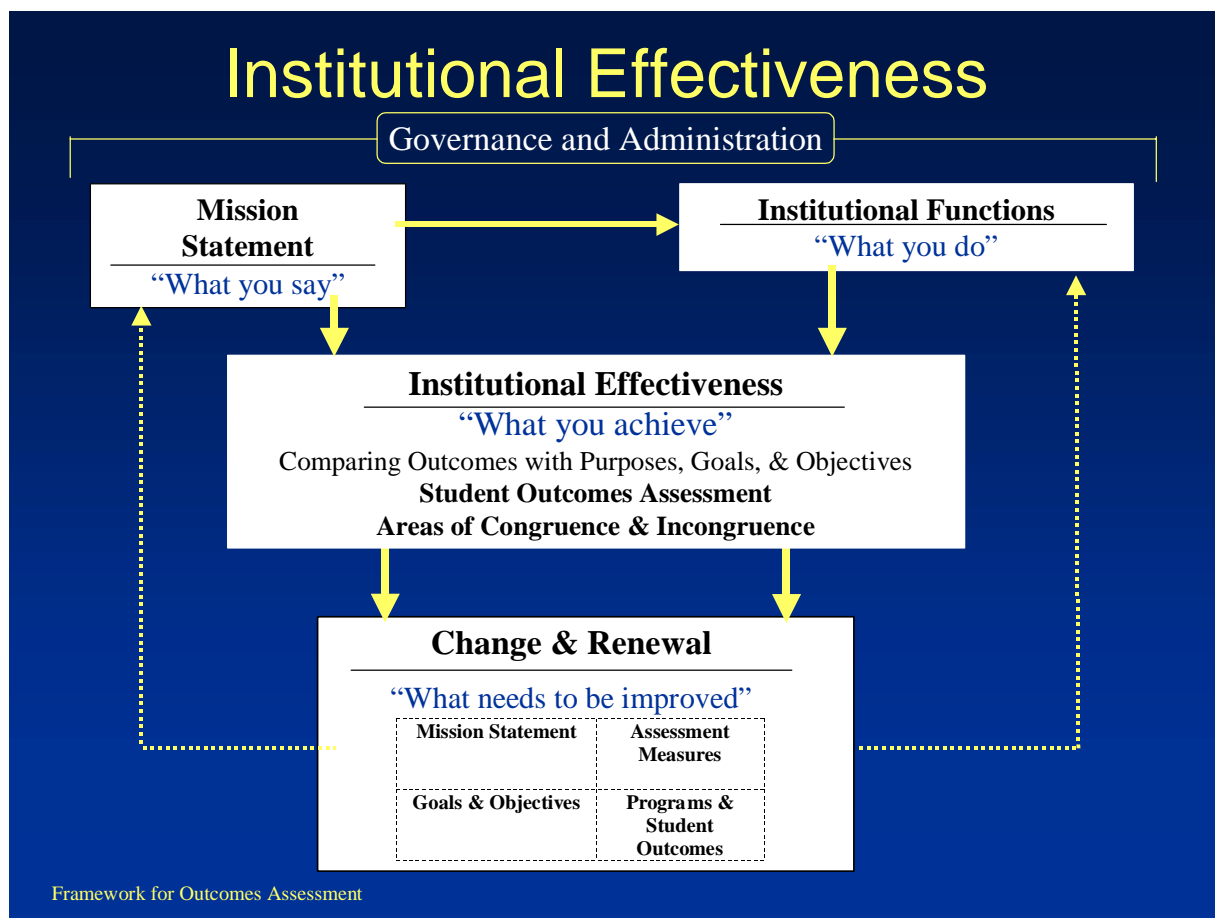 Institutional Effectiveness
Governance and Administration
Mission
Statement
“What you say”
Institutional Functions
“What you do”
Institutional Effectiveness
“What you achieve”
Comparing Outcomes with Purposes, Goals, & Objectives
Student Outcomes Assessment
Areas of Congruence & Incongruence
Change & Renewal
“What needs to be improved”
Mission Statement
Assessment
Measures
Goals & Objectives
Programs &
Student
Outcomes
Framework for Outcomes Assessment